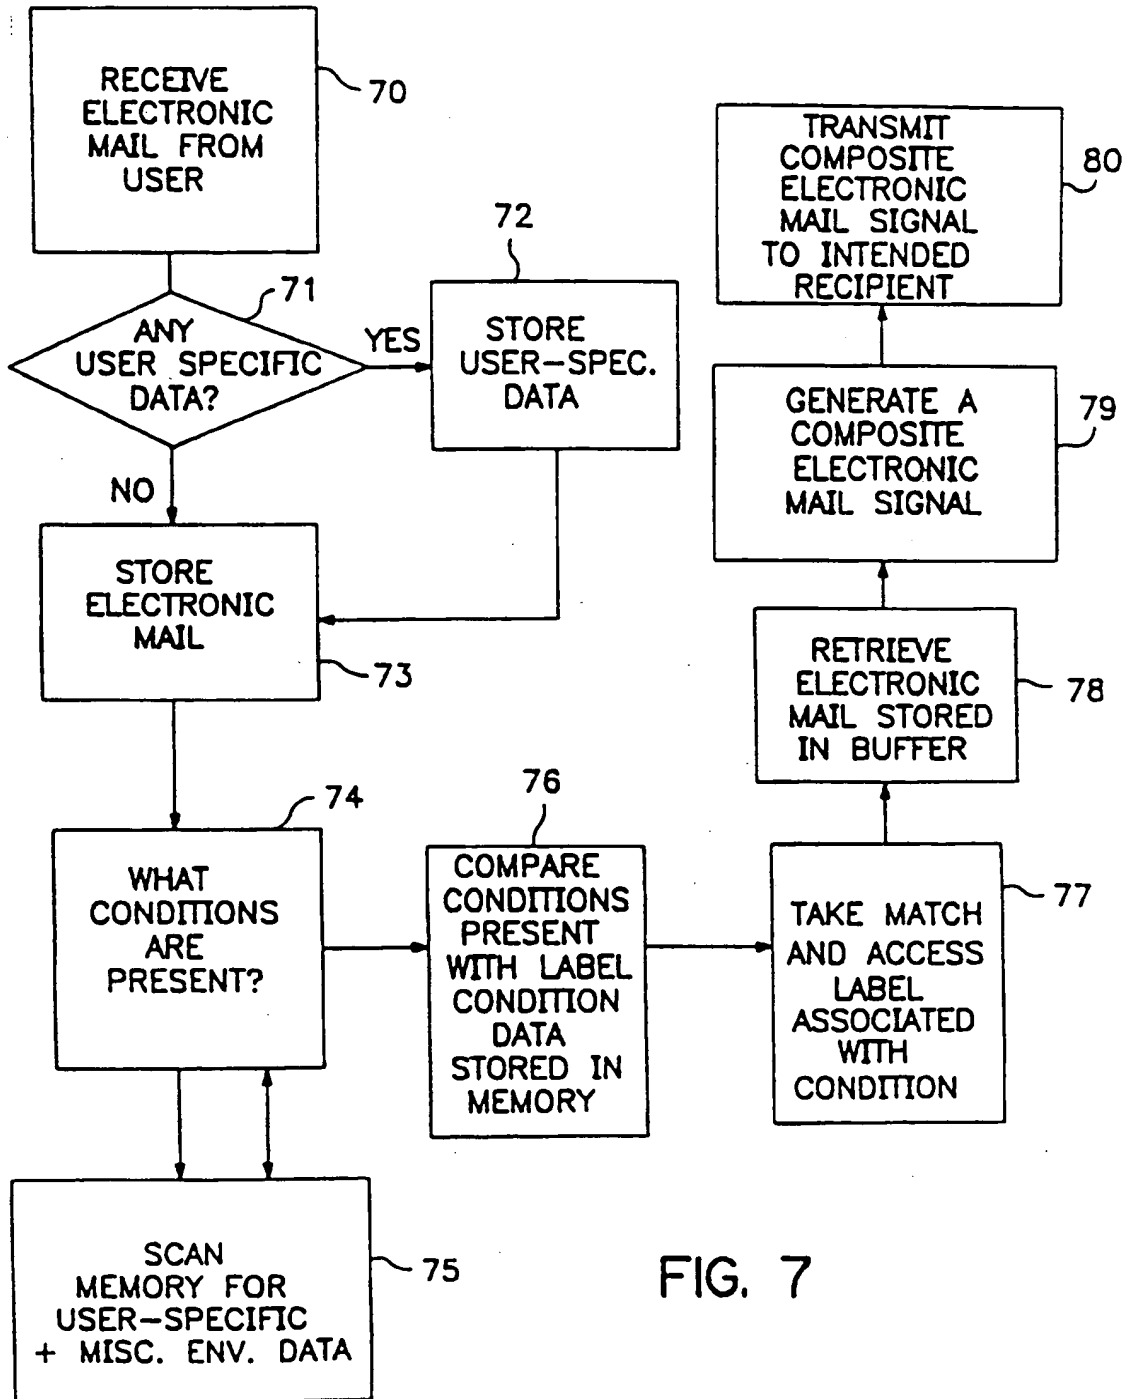 RECEIVE
ELECTRONIC
MAIL FROM
USER
70
71
ANY
USER SPECIFIC
DATA?
YES
NO
72
STORE
USER-SPEC.
DATA
STORE
ELECTRONIC
MAIL
73
74
WHAT
CONDITIONS
ARE
PRESENT?
SCAN
MEMORY FOR
USER-SPECIFIC
+ MISC. ENV. DATA
75
76
COMPARE
CONDITIONS
PRESENT
WITH LABEL
CONDITION
DATA
STORED IN
MEMORY
TAKE MATCH
AND ACCESS
LABEL
ASSOCIATED
WITH
CONDITION
77
RETRIEVE
ELECTRONIC
MAIL STORED
IN BUFFER
78
GENERATE A
COMPOSITE
ELECTRONIC
MAIL SIGNAL
79
TRANSMIT
COMPOSITE
ELECTRONIC
MAIL SIGNAL
TO INTENDED
RECIPIENT
80
FIG. 7